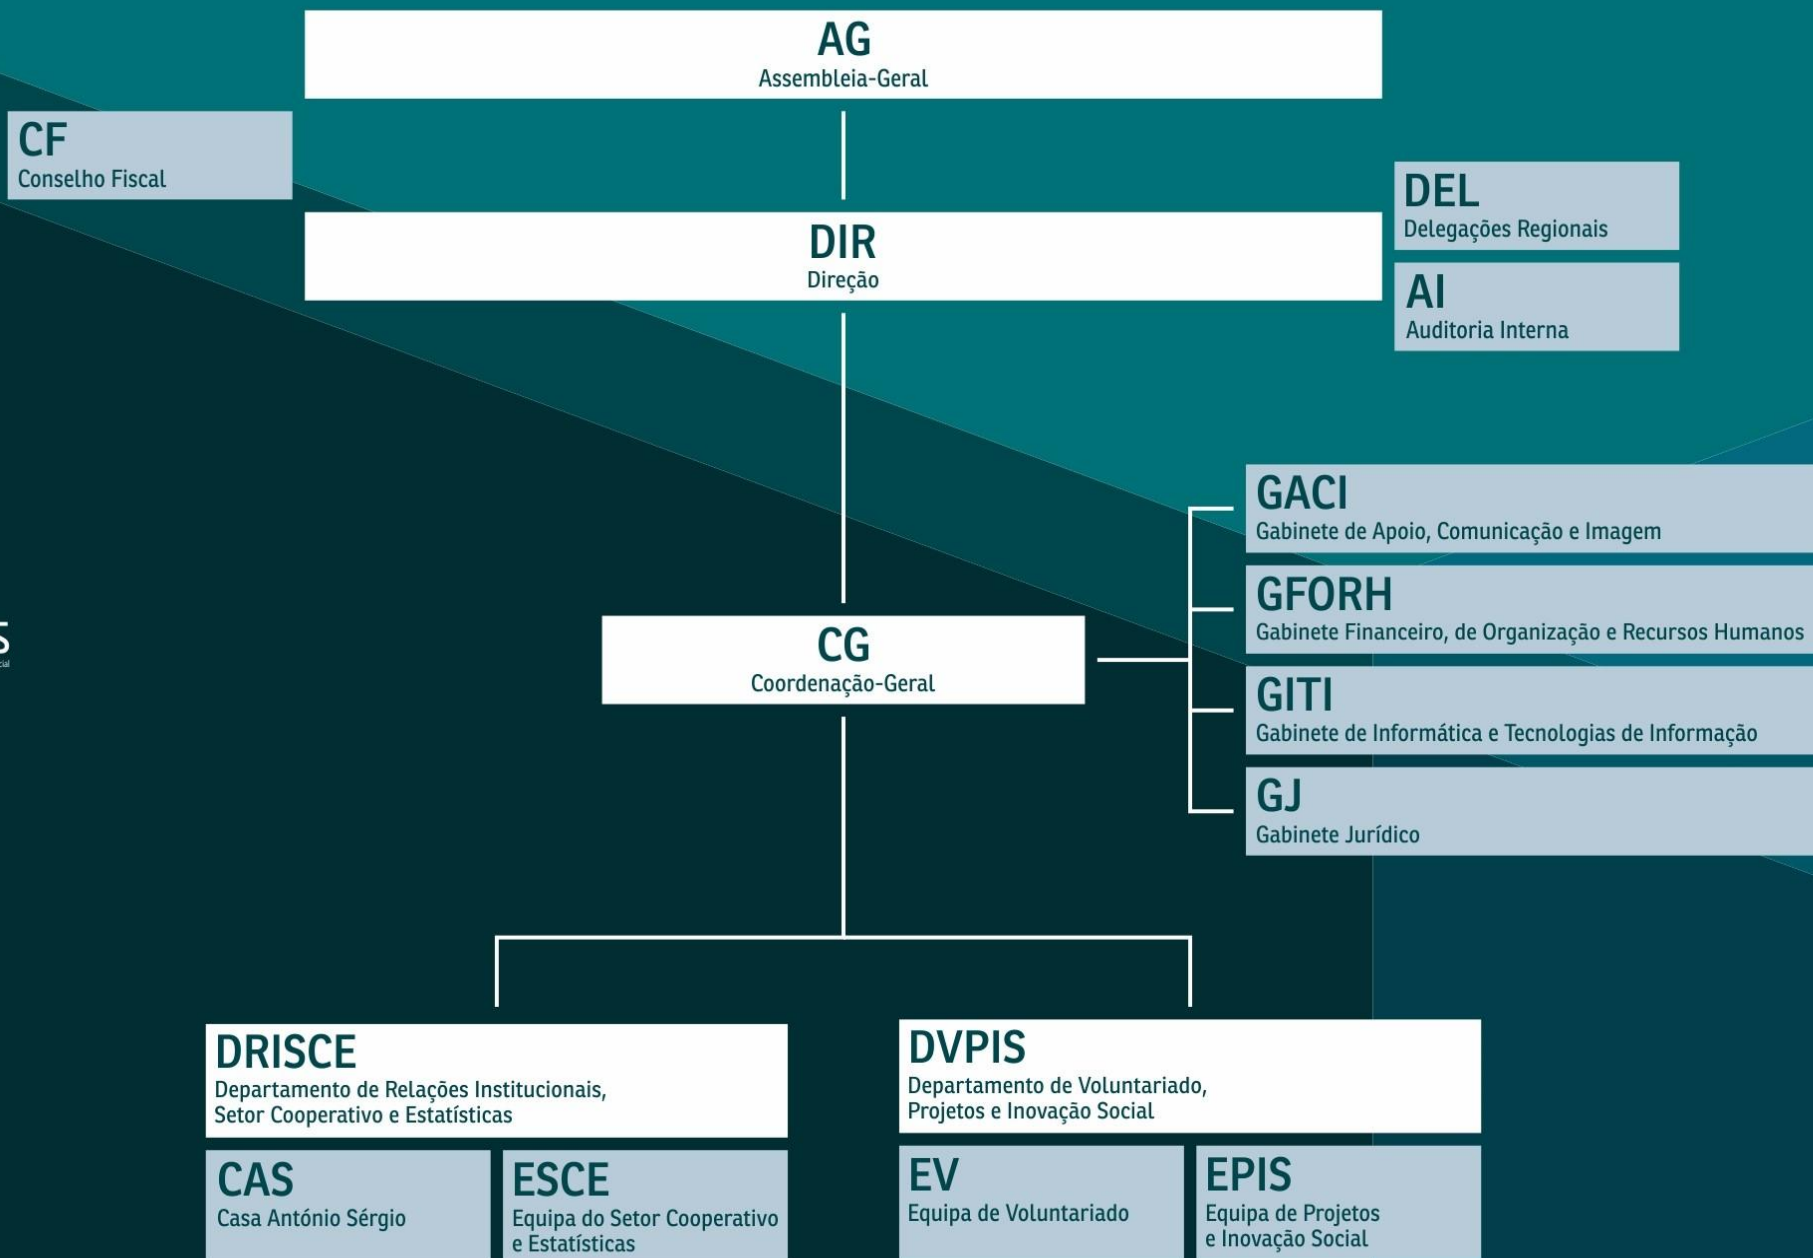 AG
Assembleia-Geral
CF
Conselho Fiscal
DEL
Delegações Regionais
DIR
Direção
AI
Auditoria Interna
GACI
Gabinete de Apoio, Comunicação e Imagem
GFORH
Gabinete Financeiro, de Organização e Recursos Humanos
CG
Coordenação-Geral
GITI
Gabinete de Informática e Tecnologias de Informação
GJ
Gabinete Jurídico
DRISCE
Departamento de Relações Institucionais,
Setor Cooperativo e Estatísticas
DVPIS
Departamento de Voluntariado,
Projetos e Inovação Social
CAS
Casa António Sérgio
ESCE
Equipa do Setor Cooperativo
e Estatísticas
EV
Equipa de Voluntariado
EPIS
Equipa de Projetos
e Inovação Social